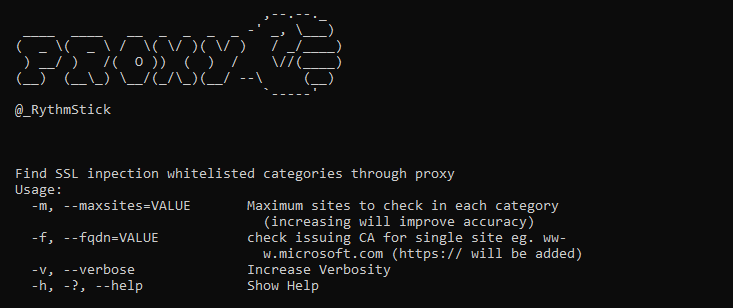 PROXY
@_RythmStick
Find SSL inpection whitelisted categories through proxy
Usage:
-m, --maxsites=VALUE Maximum sites to check in each category
(increasing will improve accuracy)
-f, --fqdn=VALUE check issuing CA for single site eg. ww-
w.microsoft.com (https:// will be added)
-v, --verbose Increase Verbosity
-h, -?, --help Show Help